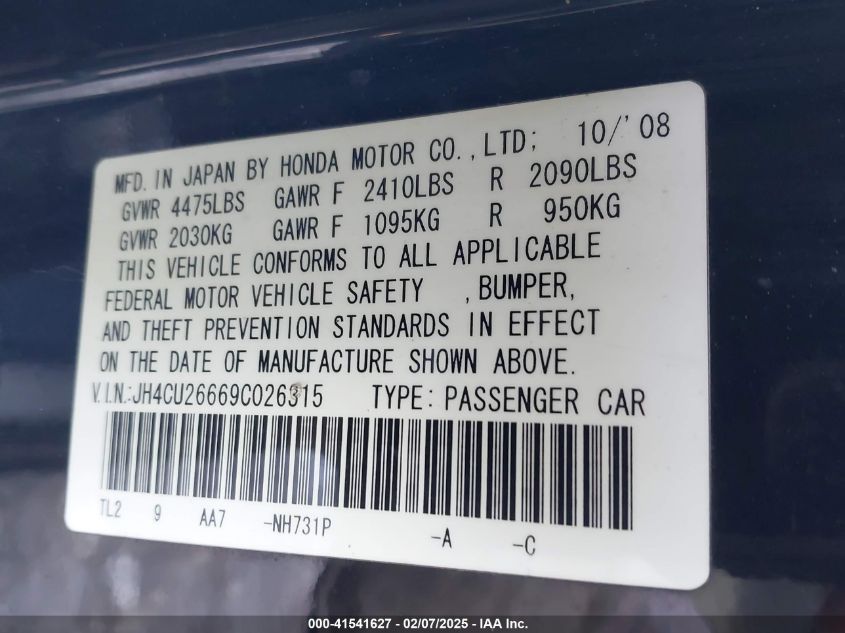 MFD. IN JAPAN BY HONDA MOTOR CO., LTD; 10/'08
GVWR 4475LBS GAWR F 2410LBS R 2090LBS
GVWR 2030KG GAWR F 1095KG R 950KG
THIS VEHICLE CONFORMS TO ALL APPLICABLE
FEDERAL MOTOR VEHICLE SAFETY , BUMPER,
AND THEFT PREVENTION STANDARDS IN EFFECT
ON THE DATE OF MANUFACTURE SHOWN ABOVE.
V.I.N.:JH4CU26669C026315 TYPE: PASSENGER CAR
TL2 9 AA7 -NH731P -A -C
000-41541627 - 02/07/2025 - IAA Inc.